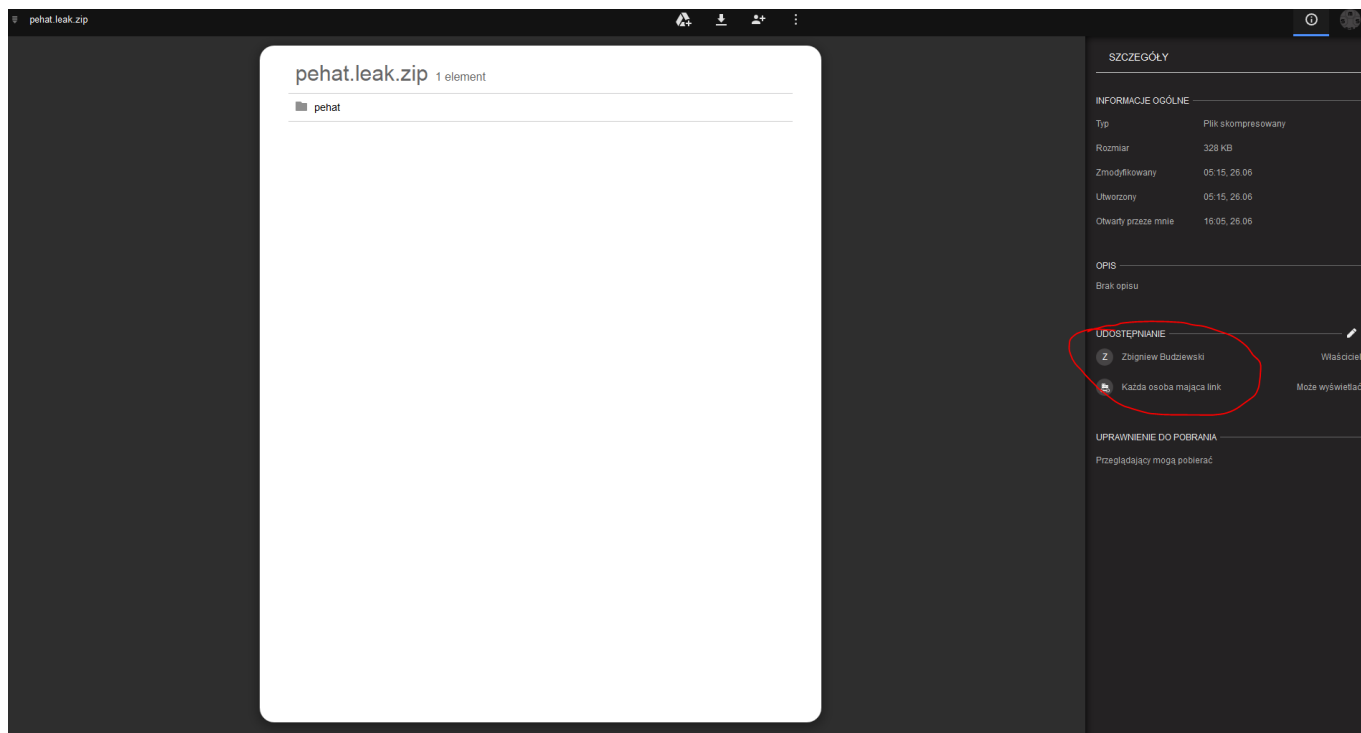 pehat.leak.zip
pehat.leak.zip 1 element
pehat
SZCZEGÓŁY
INFORMACJE OGÓLNE
Typ Plik skompresowany
Rozmiar 328 KB
Zmodyfikowany 05:15, 26.06
Utworzony 05:15, 26.06
Otwarty przeze mnie 16:05, 26.06
OPIS
Brak opisu
UDOSTĘPNIANIE
Z Zbigniew Budziewski Właściciel
Każda osoba mająca link Może wyświetlać
UPRAWNIENIE DO POBRANIA
Przeglądający mogą pobierać